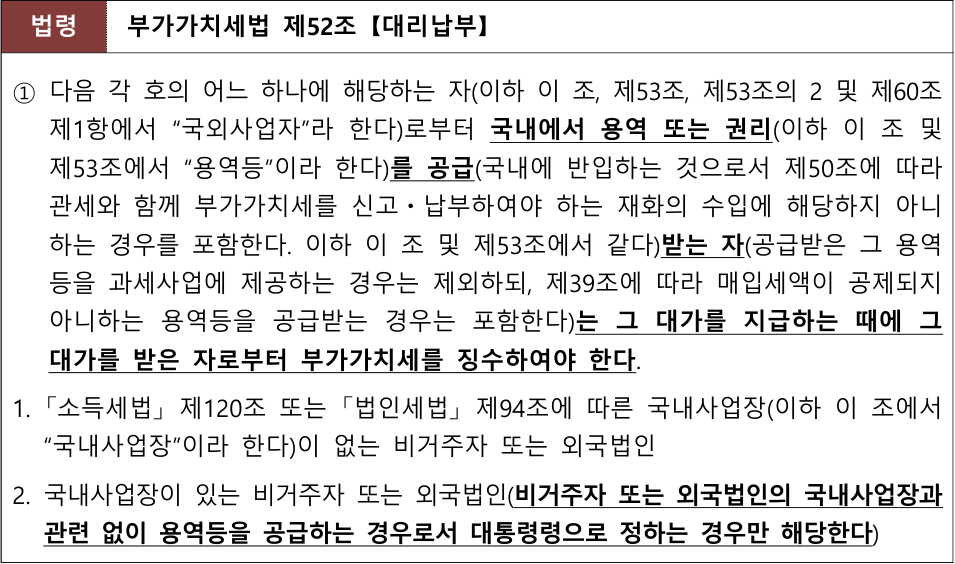 법령 부가가치세법 제52조【대리납부】
① 다음 각 호의 어느 하나에 해당하는 자(이하 이 조, 제53조, 제53조의 2 및 제60조
제1항에서 “국외사업자”라 한다)로부터 국내에서 용역 또는 권리(이하 이 조 및
제53조에서 “용역등”이라 한다)를 공급(국내에 반입하는 것으로서 제50조에 따라
관세와 함께 부가가치세를 신고·납부하여야 하는 재화의 수입에 해당하지 아니
하는 경우를 포함한다. 이하 이 조 및 제53조에서 같다)받는 자(공급받은 그 용역
등을 과세사업에 제공하는 경우는 제외하되, 제39조에 따라 매입세액이 공제되지
아니하는 용역등을 공급받는 경우는 포함한다)는 그 대가를 지급하는 때에 그
대가를 받은 자로부터 부가가치세를 징수하여야 한다.
1. 「소득세법」 제120조 또는 「법인세법」 제94조에 따른 국내사업장(이하 이 조에서
“국내사업장”이라 한다)이 없는 비거주자 또는 외국법인
2. 국내사업장이 있는 비거주자 또는 외국법인(비거주자 또는 외국법인의 국내사업장과
관련 없이 용역등을 공급하는 경우로서 대통령령으로 정하는 경우만 해당한다)